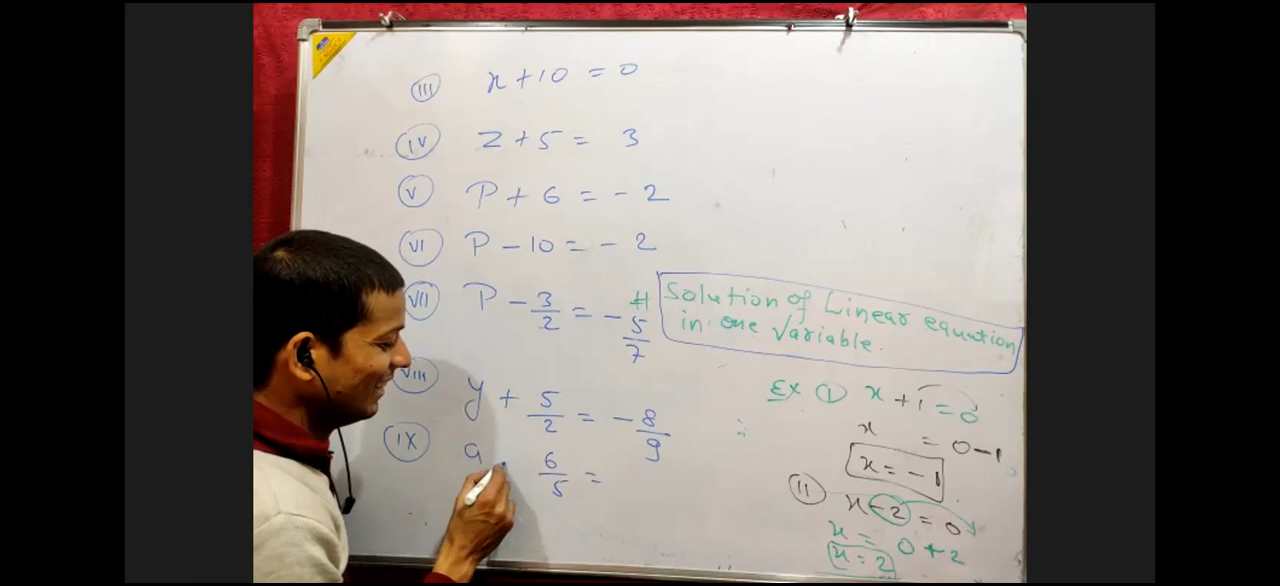 III x + 10 = 0
IV z + 5 = 3
V P + 6 = - 2
VI P - 10 = - 2
VII P - 3/2 = - 5/7
VIII y + 5/2 = - 8/9
IX a 6/5 =
# Solution of Linear equation
in one Variable.
Ex I x + 1 = 0
x = 0 - 1
x = - 1
II x - 2 = 0
x = 0 + 2
x = 2